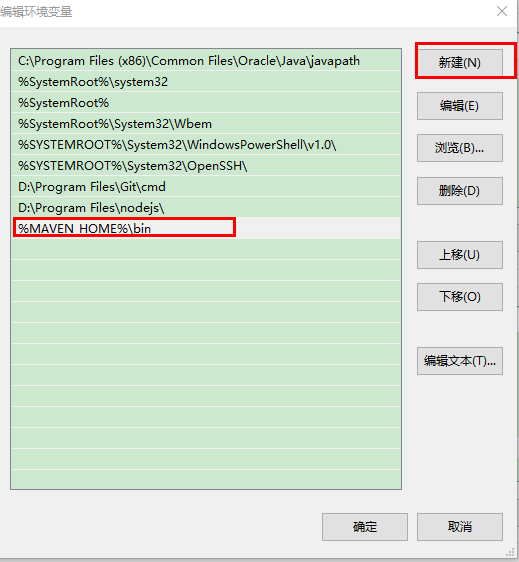 编辑环境变量
C:\Program Files (x86)\Common Files\Oracle\Java\javapath
%SystemRoot%\system32
%SystemRoot%
%SystemRoot%\System32\Wbem
%SYSTEMROOT%\System32\WindowsPowerShell\v1.0\
%SYSTEMROOT%\System32\OpenSSH\
D:\Program Files\Git\cmd
D:\Program Files\nodejs\
%MAVEN_HOME%\bin
新建(N)
编辑(E)
浏览(B)...
删除(D)
上移(U)
下移(O)
编辑文本(T)...
确定
取消